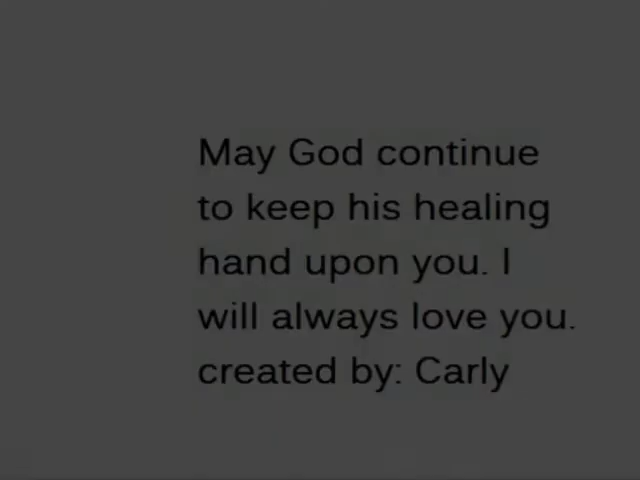 May God continue
to keep his healing
hand upon you. I
will always love you.
created by: Carly